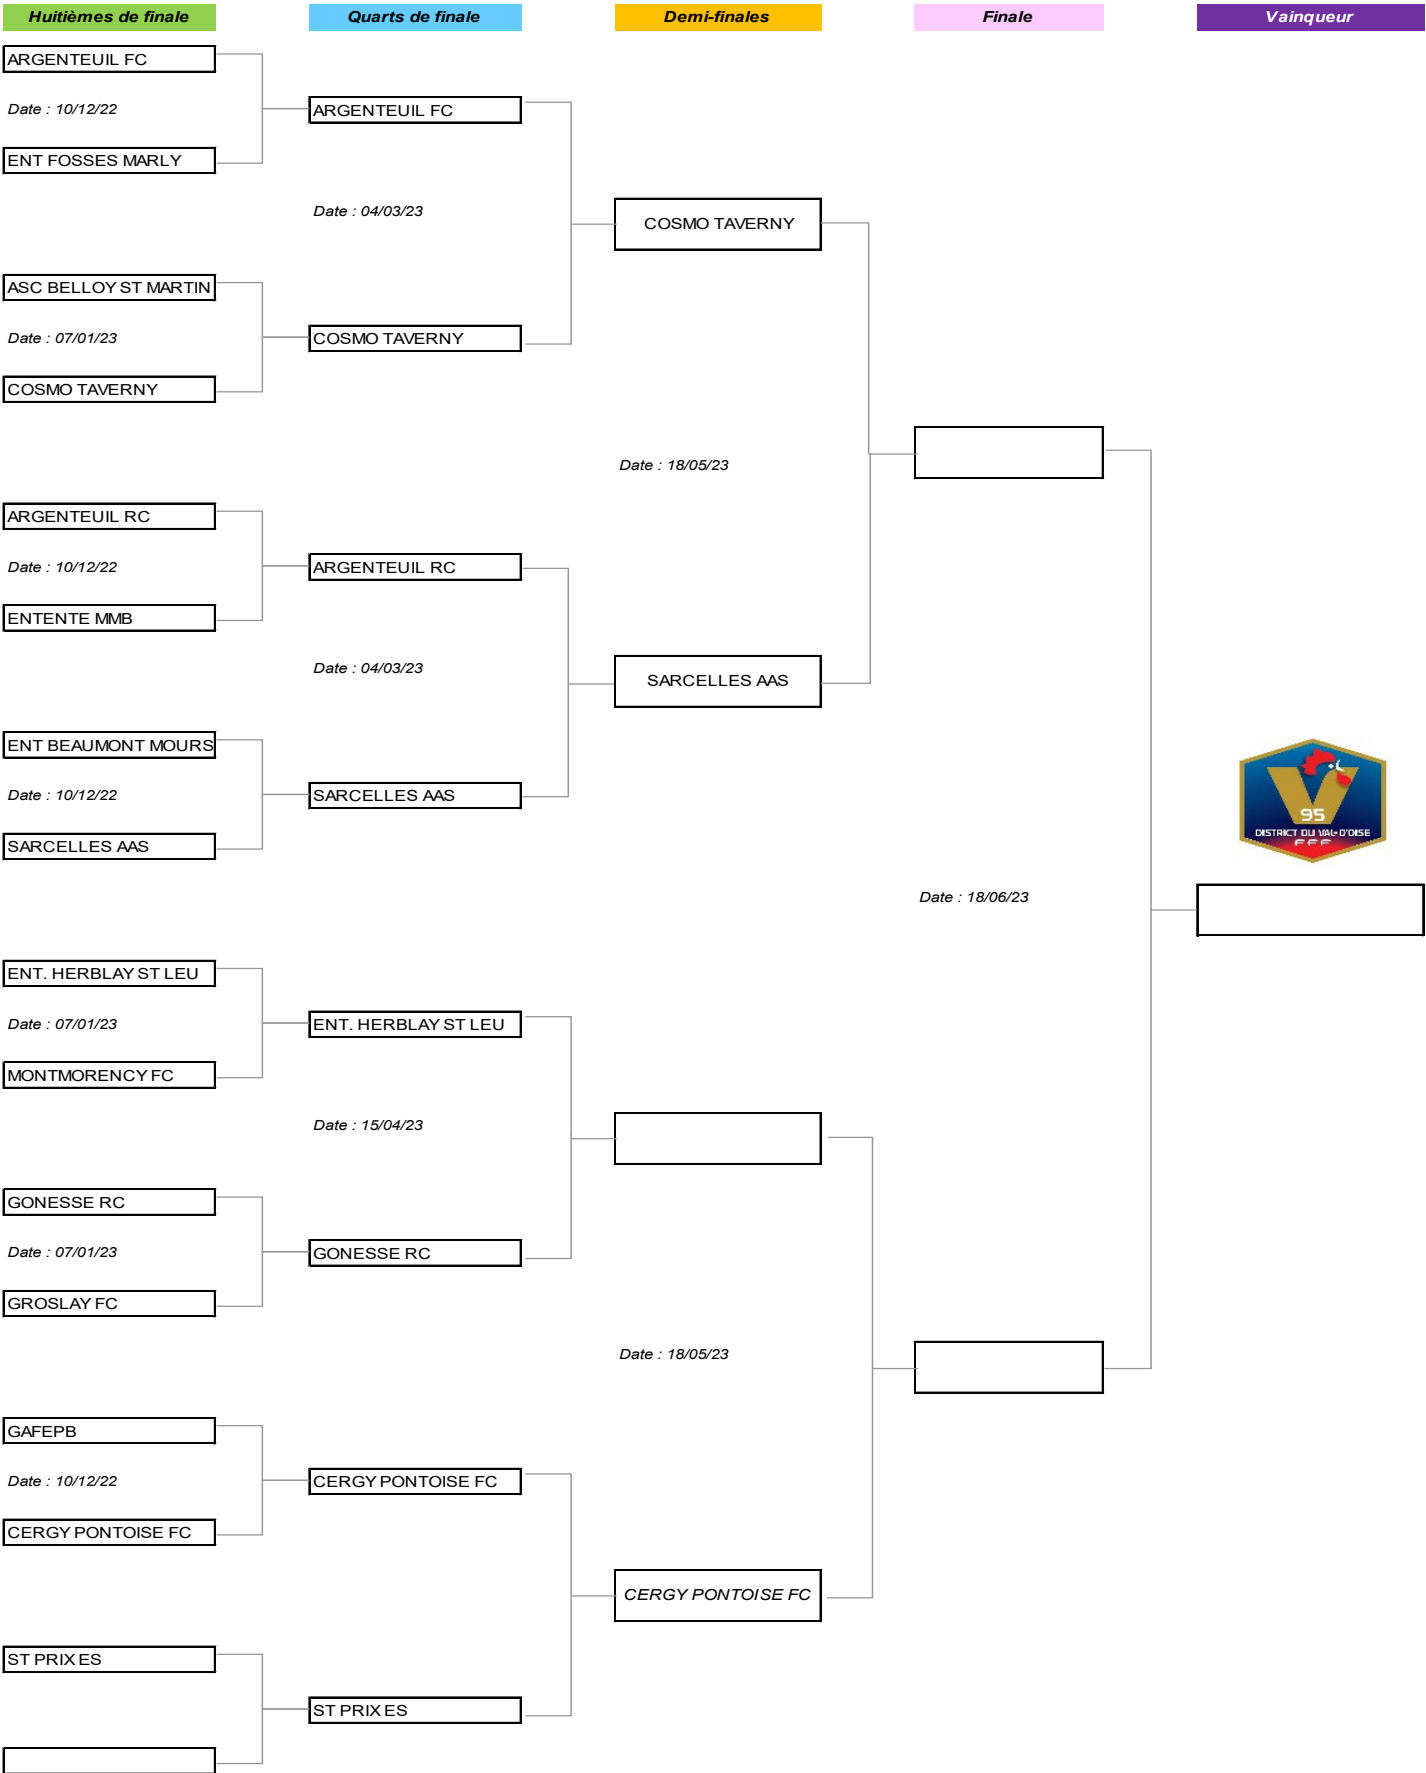 Huitièmes de finale
Quarts de finale
Demi-finales
Finale
Vainqueur
ARGENTEUIL FC
Date : 10/12/22
ARGENTEUIL FC
ENT FOSSES MARLY
Date : 04/03/23
COSMO TAVERNY
ASC BELLOY ST MARTIN
Date : 07/01/23
COSMO TAVERNY
COSMO TAVERNY
Date : 18/05/23
ARGENTEUIL RC
Date : 10/12/22
ARGENTEUIL RC
ENTENTE MMB
Date : 04/03/23
SARCELLES AAS
ENT BEAUMONT MOURS
Date : 10/12/22
SARCELLES AAS
SARCELLES AAS
V
95
DISTRICT DU VAL-D'OISE
FFF
Date : 18/06/23
ENT. HERBLAY ST LEU
Date : 07/01/23
ENT. HERBLAY ST LEU
MONTMORENCY FC
Date : 15/04/23
GONESSE RC
Date : 07/01/23
GONESSE RC
GROSLAY FC
Date : 18/05/23
GAFEPB
Date : 10/12/22
CERGY PONTOISE FC
CERGY PONTOISE FC
CERGY PONTOISE FC
ST PRIX ES
ST PRIX ES